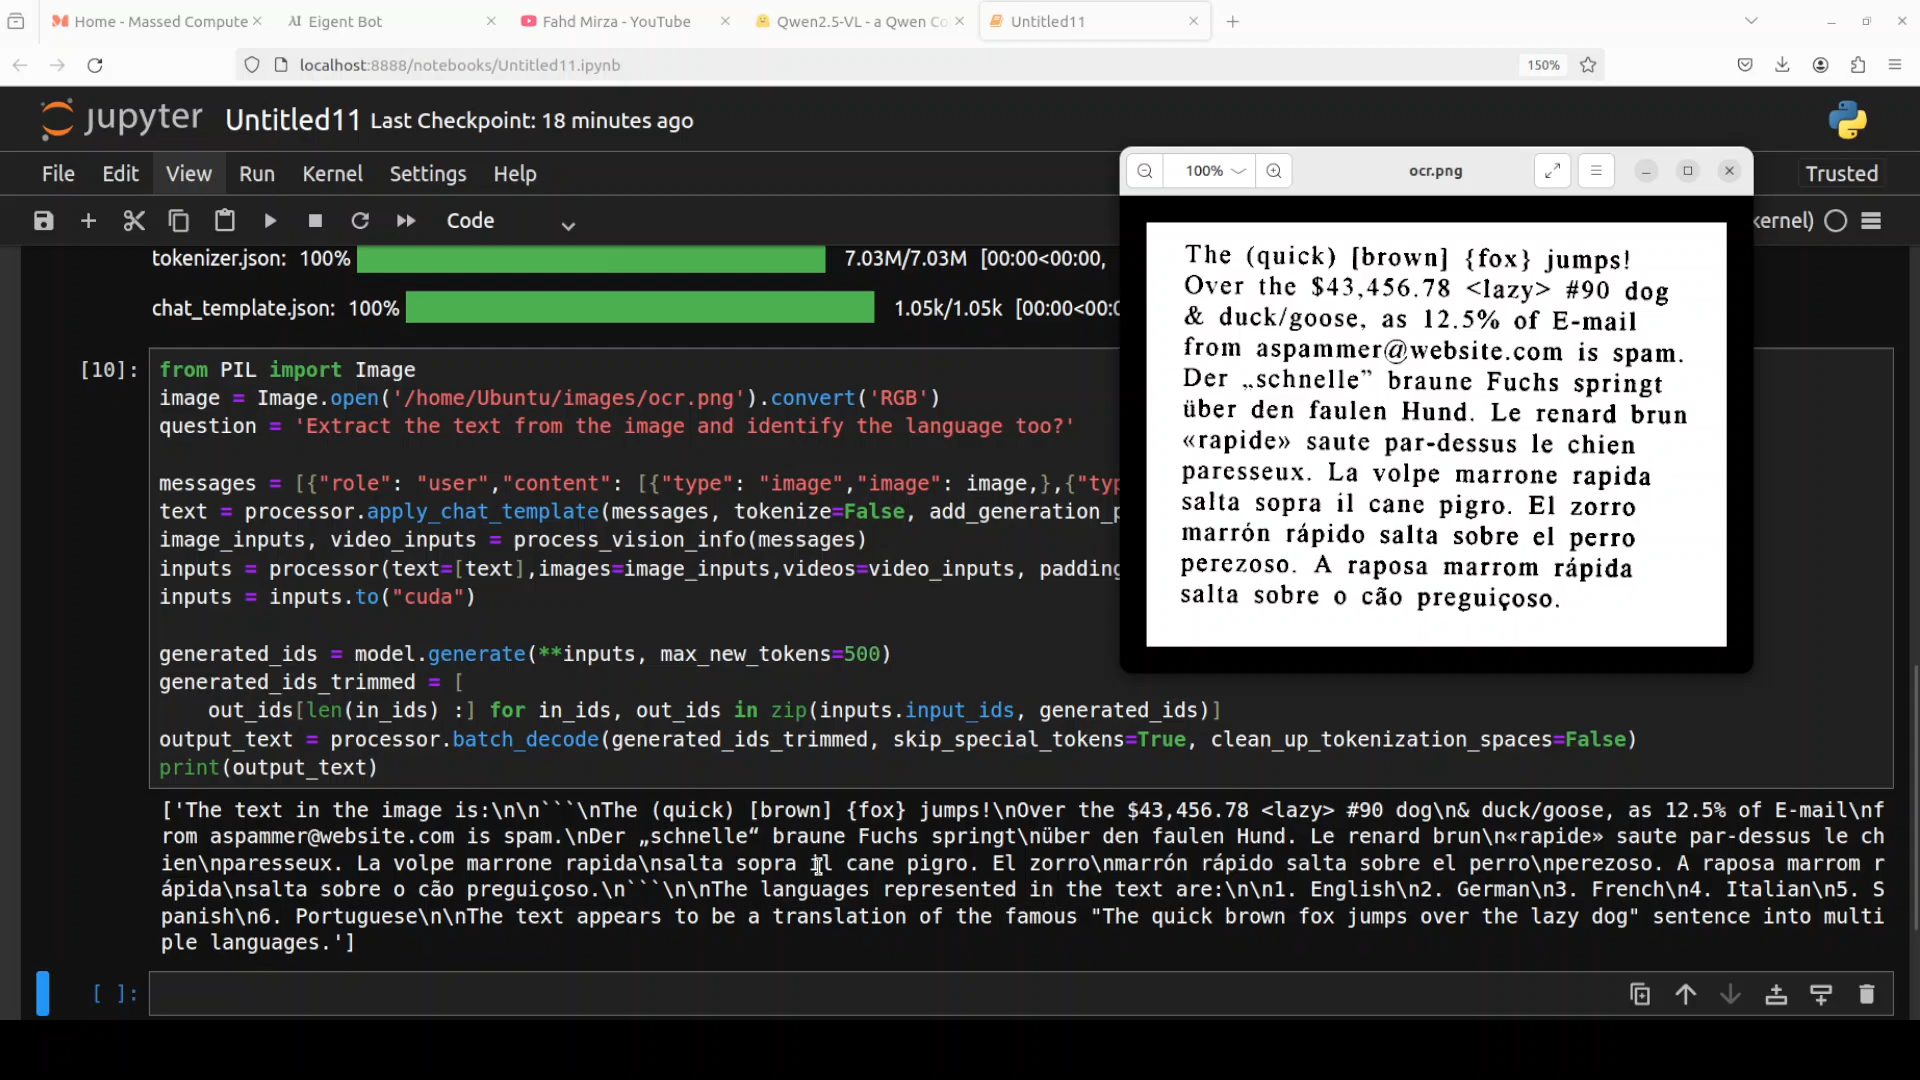 Home - Massed Compute
Eigent Bot
Fahd Mirza - YouTube
Qwen2.5-VL - a Qwen Co
Untitled11
localhost:8888/notebooks/Untitled11.ipynb
150%
jupyter Untitled11 Last Checkpoint: 18 minutes ago
File Edit View Run Kernel Settings Help
Trusted
Code
kernel)
tokenizer.json: 100% 7.03M/7.03M [00:00<00:00,
chat_template.json: 100% 1.05k/1.05k [00:00<00:0
[10]:
from PIL import Image
image = Image.open('/home/Ubuntu/images/ocr.png').convert('RGB')
question = 'Extract the text from the image and identify the language too?'
messages = [{"role": "user","content": [{"type": "image","image": image,},{"typ
text = processor.apply_chat_template(messages, tokenize=False, add_generation_p
image_inputs, video_inputs = process_vision_info(messages)
inputs = processor(text=[text],images=image_inputs,videos=video_inputs, padding
inputs = inputs.to("cuda")
generated_ids = model.generate(**inputs, max_new_tokens=500)
generated_ids_trimmed = [
out_ids[len(in_ids) :] for in_ids, out_ids in zip(inputs.input_ids, generated_ids)]
output_text = processor.batch_decode(generated_ids_trimmed, skip_special_tokens=True, clean_up_tokenization_spaces=False)
print(output_text)
100%
ocr.png
The (quick) [brown] {fox} jumps!
Over the $43,456.78 <lazy> #90 dog
& duck/goose, as 12.5% of E-mail
from aspammer@website.com is spam.
Der „schnelle” braune Fuchs springt
über den faulen Hund. Le renard brun
«rapide» saute par-dessus le chien
paresseux. La volpe marrone rapida
salta sopra il cane pigro. El zorro
marrón rápido salta sobre el perro
perezoso. A raposa marrom rápida
salta sobre o cão preguiçoso.
['The text in the image is:\n\n```\nThe (quick) [brown] {fox} jumps!\nOver the $43,456.78 <lazy> #90 dog\n& duck/goose, as 12.5% of E-mail\nf
rom aspammer@website.com is spam.\nDer „schnelle“ braune Fuchs springt\nüber den faulen Hund. Le renard brun\n«rapide» saute par-dessus le ch
ien\nparesseux. La volpe marrone rapida\nsalta sopra il cane pigro. El zorro\nmarrón rápido salta sobre el perro\nperezoso. A raposa marrom r
ápida\nsalta sobre o cão preguiçoso.\n```\n\nThe languages represented in the text are:\n\n1. English\n2. German\n3. French\n4. Italian\n5. S
panish\n6. Portuguese\n\nThe text appears to be a translation of the famous "The quick brown fox jumps over the lazy dog" sentence into multi
ple languages.']
[ ]: